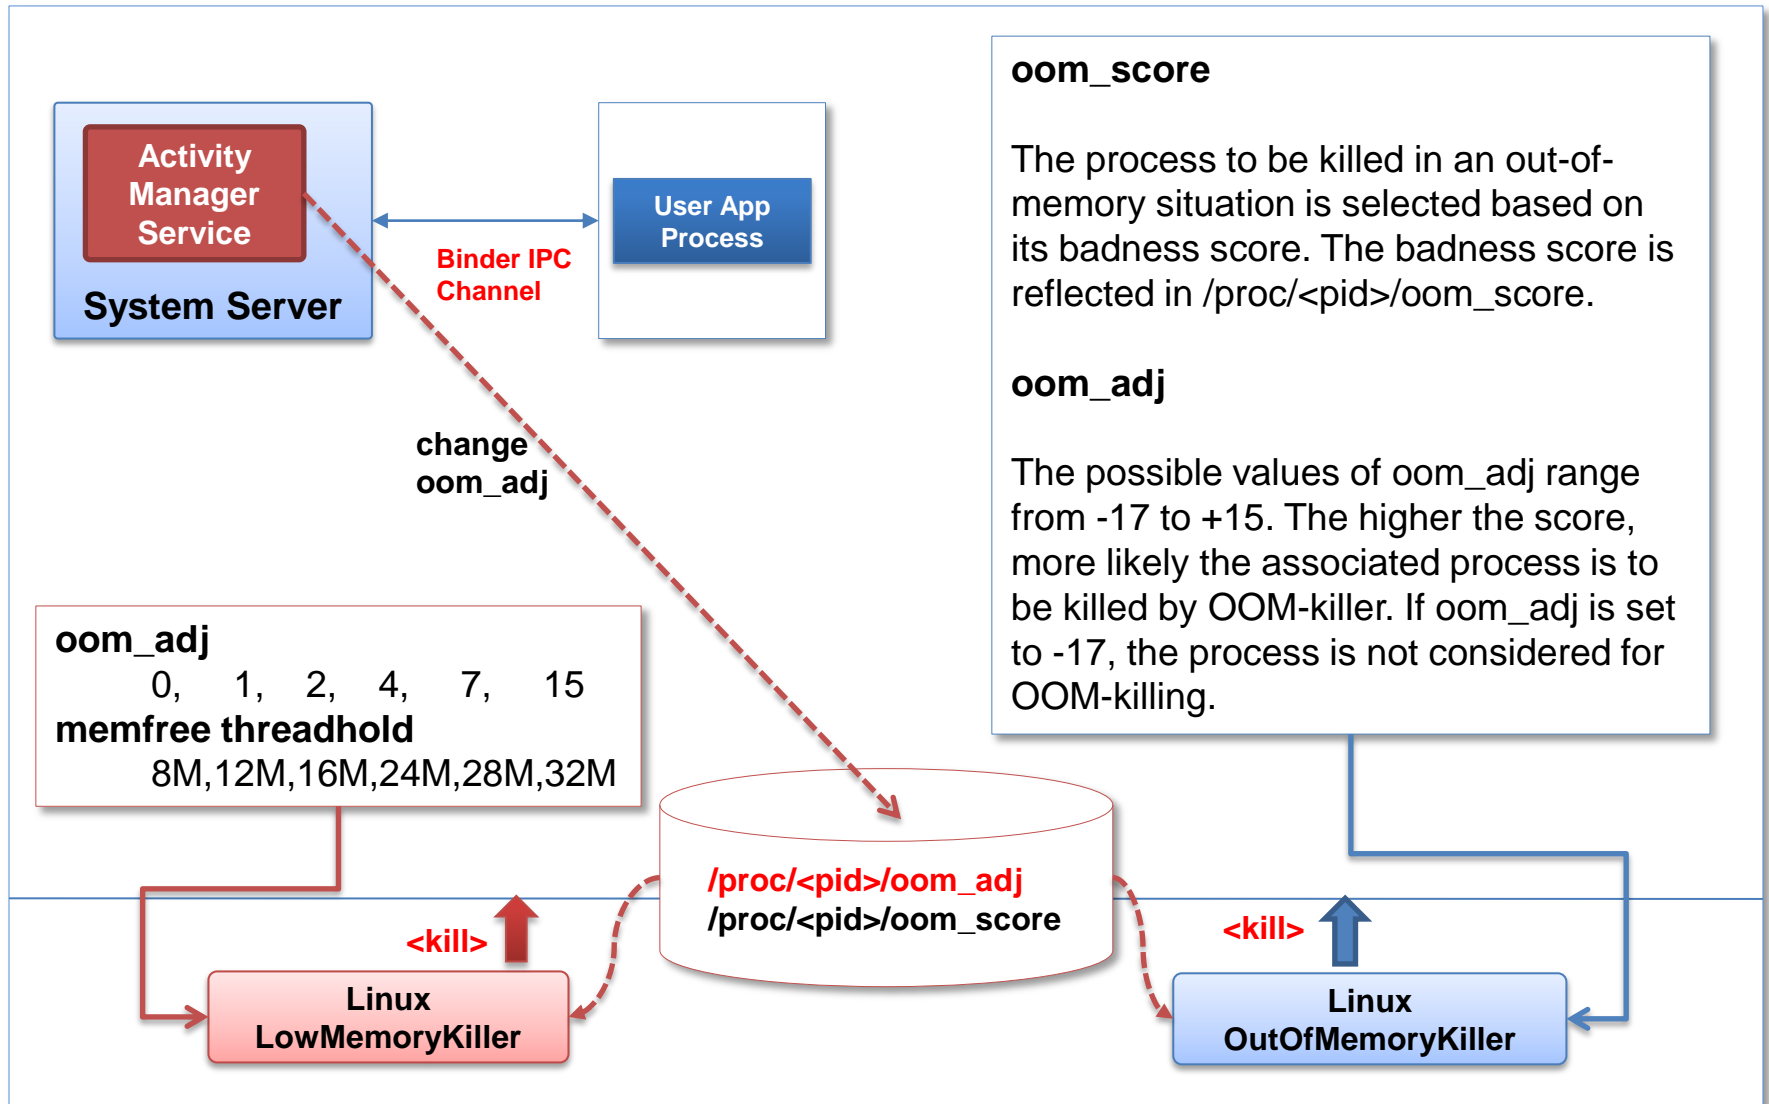 Activity
Manager
Service
System Server
Binder IPC
Channel
User App
Process
change
oom_adj
oom_score
The process to be killed in an out-of-
memory situation is selected based on
its badness score. The badness score is
reflected in /proc/<pid>/oom_score.
oom_adj
The possible values of oom_adj range
from -17 to +15. The higher the score,
more likely the associated process is to
be killed by OOM-killer. If oom_adj is set
to -17, the process is not considered for
OOM-killing.
oom_adj
0, 1, 2, 4, 7, 15
memfree threadhold
8M,12M,16M,24M,28M,32M
/proc/<pid>/oom_adj
/proc/<pid>/oom_score
<kill>
<kill>
Linux
LowMemoryKiller
Linux
OutOfMemoryKiller